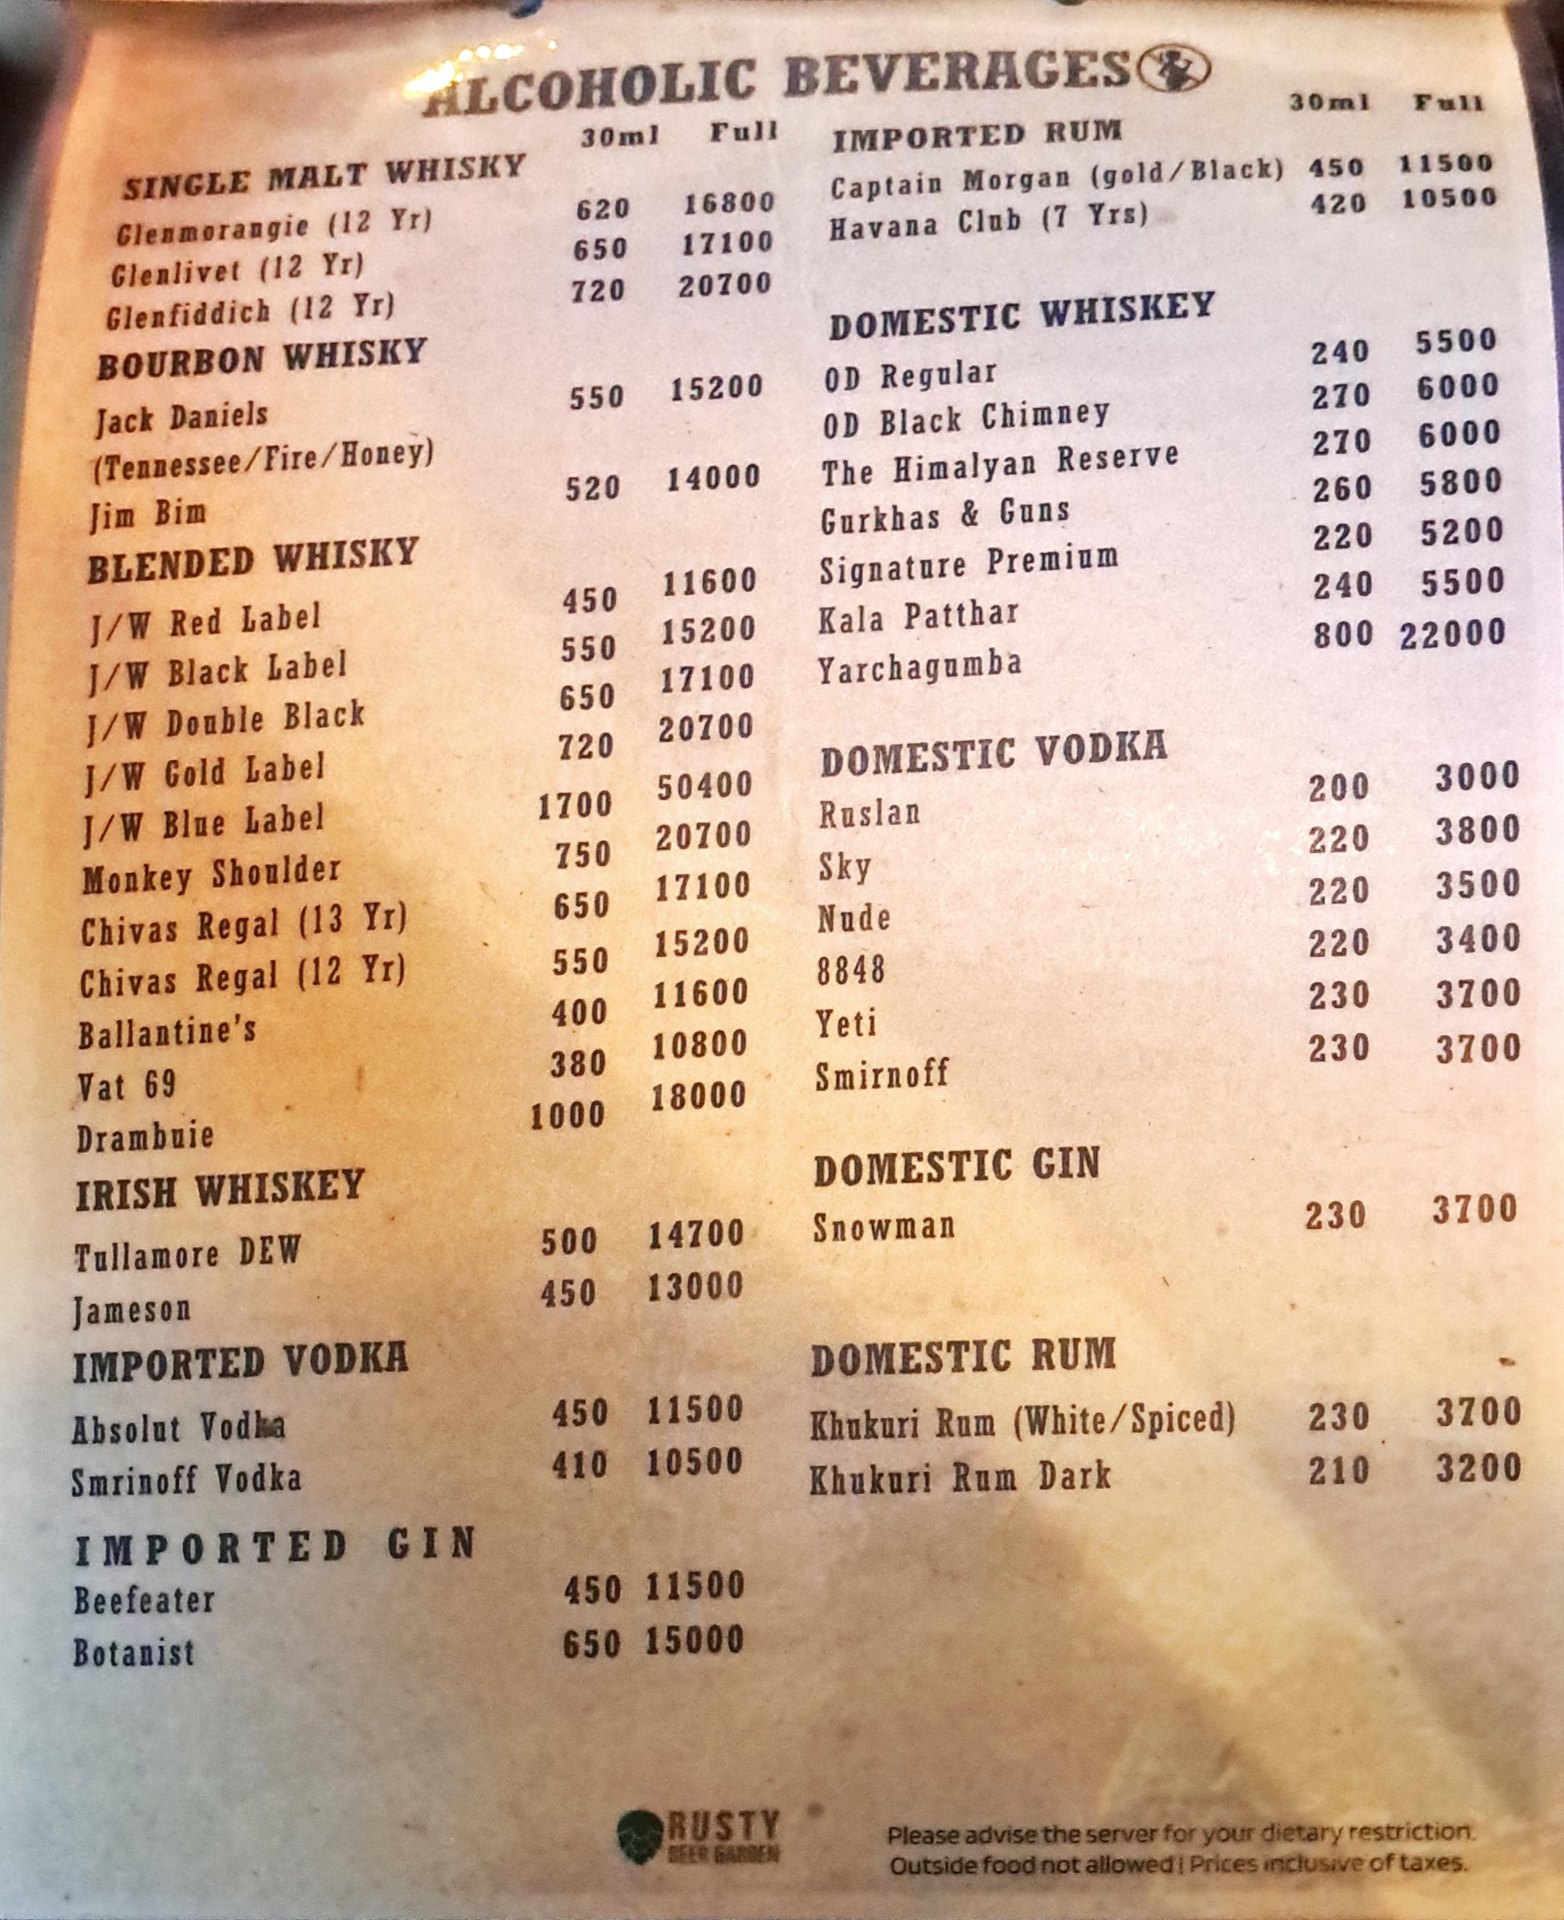 ALCOHOLIC BEVERAGES
30ml Full
SINGLE MALT WHISKY
Glenmorangie (12 Yr) 620 16800
Glenlivet (12 Yr) 650 17100
Glenfiddich (12 Yr) 720 20700
BOURBON WHISKY
Jack Daniels 550 15200
(Tennessee/Fire/Honey)
Jim Bim 520 14000
BLENDED WHISKY
J/W Red Label 450 11600
J/W Black Label 550 15200
J/W Double Black 650 17100
J/W Gold Label 720 20700
J/W Blue Label 1700 50400
Monkey Shoulder 750 20700
Chivas Regal (13 Yr) 650 17100
Chivas Regal (12 Yr) 550 15200
Ballantine's 400 11600
Vat 69 380 10800
Drambuie 1000 18000
IRISH WHISKEY
Tullamore DEW 500 14700
Jameson 450 13000
IMPORTED VODKA
Absolut Vodka 450 11500
Smrinoff Vodka 410 10500
IMPORTED GIN
Beefeater 450 11500
Botanist 650 15000
30ml Full
IMPORTED RUM
Captain Morgan (gold/Black) 450 11500
Havana Club (7 Yrs) 420 10500
DOMESTIC WHISKEY
OD Regular 240 5500
OD Black Chimney 270 6000
The Himalyan Reserve 270 6000
Gurkhas & Guns 260 5800
Signature Premium 220 5200
Kala Patthar 240 5500
Yarchagumba 800 22000
DOMESTIC VODKA
Ruslan 200 3000
Sky 220 3800
Nude 220 3500
8848 220 3400
Yeti 230 3700
Smirnoff 230 3700
DOMESTIC GIN
Snowman 230 3700
DOMESTIC RUM
Khukuri Rum (White/Spiced) 230 3700
Khukuri Rum Dark 210 3200
RUSTY
BEER GARDEN
Please advise the server for your dietary restriction.
Outside food not allowed | Prices inclusive of taxes.